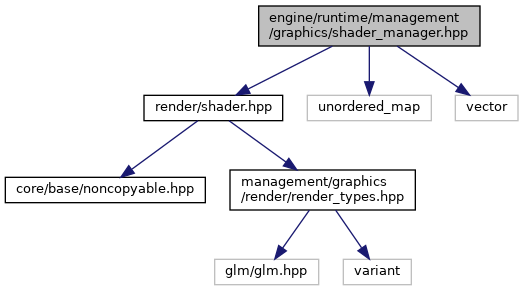 engine/runtime/management
/graphics/shader_manager.hpp
render/shader.hpp
unordered_map
vector
core/base/noncopyable.hpp
management/graphics
/render/render_types.hpp
glm/glm.hpp
variant